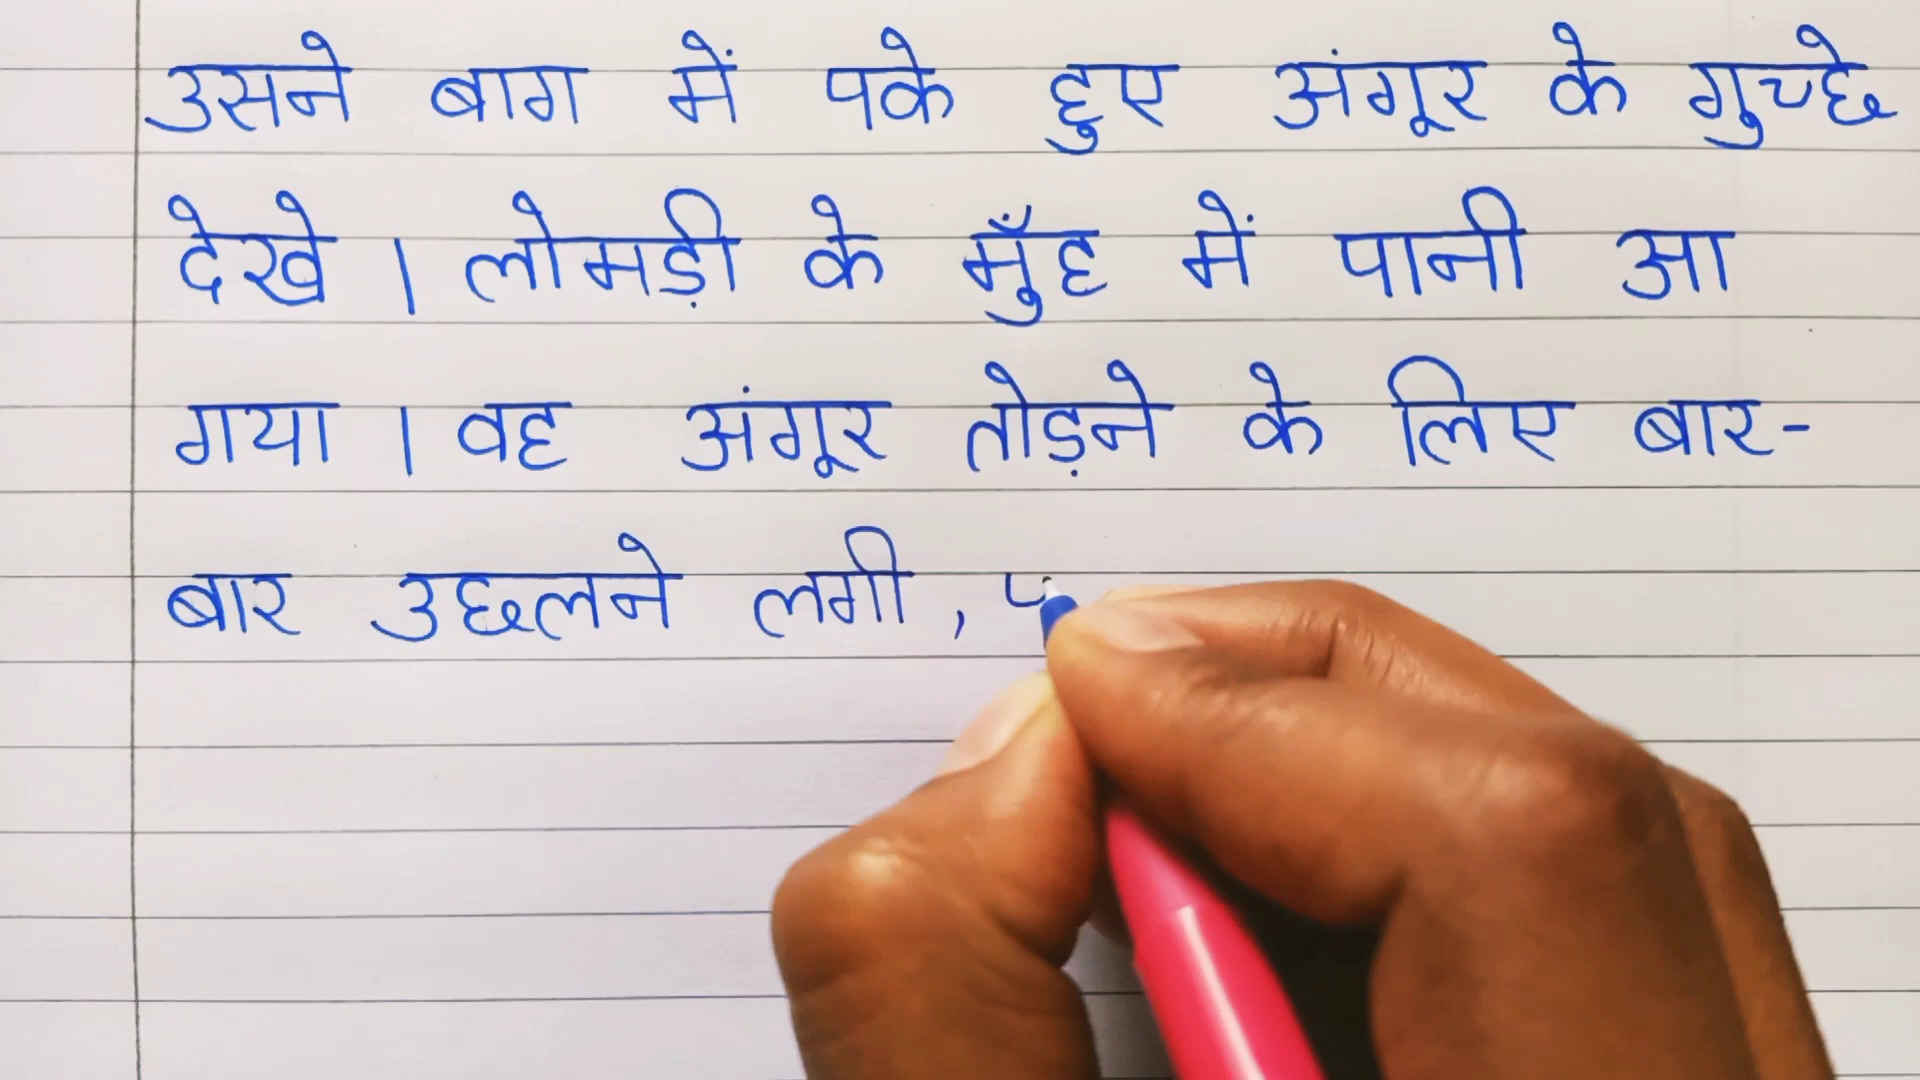 उसने बाग में पके हुए अंगूर के गुच्छे
देखे । लोमड़ी के मुँह में पानी आ
गया । वह अंगूर तोड़ने के लिए बार-
बार उछलने लगी ,